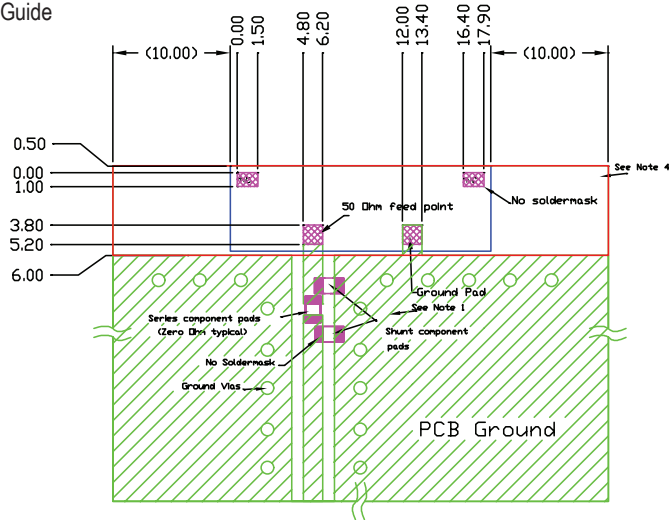 Guide
0.00
1.50
4.80
6.20
12.00
13.40
16.40
17.90
(10.00)
(10.00)
0.50
0.00
1.00
See Note 4
No soldermask
50 Ohm feed point
3.80
5.20
6.00
Ground Pad
See Note 1
Series component pads
(Zero Ohm typical)
Shunt component
pads
No Soldermask
Ground Vias
PCB Ground